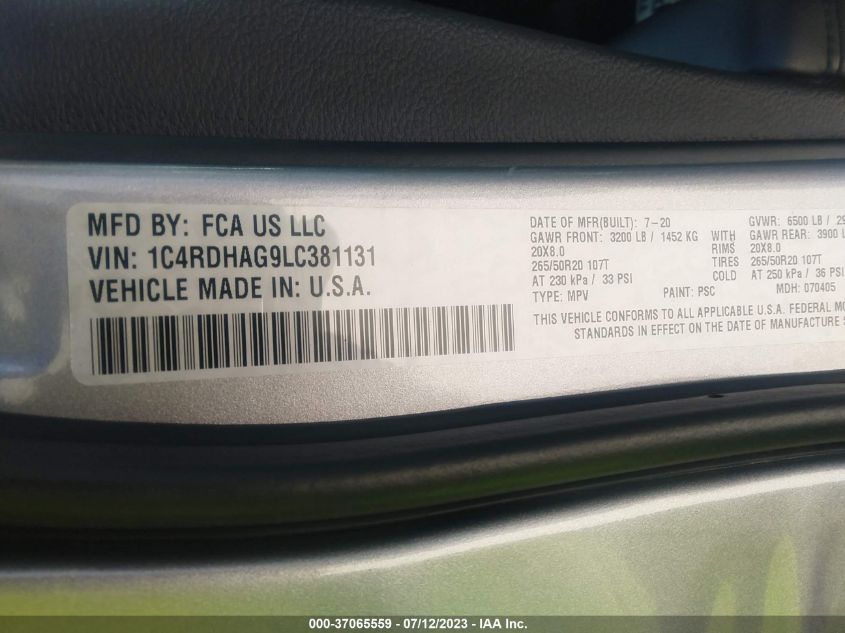 MFD BY: FCA US LLC
VIN: 1C4RDHAG9LC381131
VEHICLE MADE IN: U.S.A.
DATE OF MFR(BUILT): 7-20 GVWR: 6500 LB / 29
GAWR FRONT: 3200 LB / 1452 KG WITH GAWR REAR: 3900 L
20X8.0 RIMS 20X8.0
265/50R20 107T TIRES 265/50R20 107T
AT 230 kPa / 33 PSI COLD AT 250 kPa / 36 PSI
TYPE: MPV PAINT: PSC MDH: 070405
THIS VEHICLE CONFORMS TO ALL APPLICABLE U.S.A. FEDERAL MO
STANDARDS IN EFFECT ON THE DATE OF MANUFACTURE S
000-37065559 - 07/12/2023 - IAA Inc.